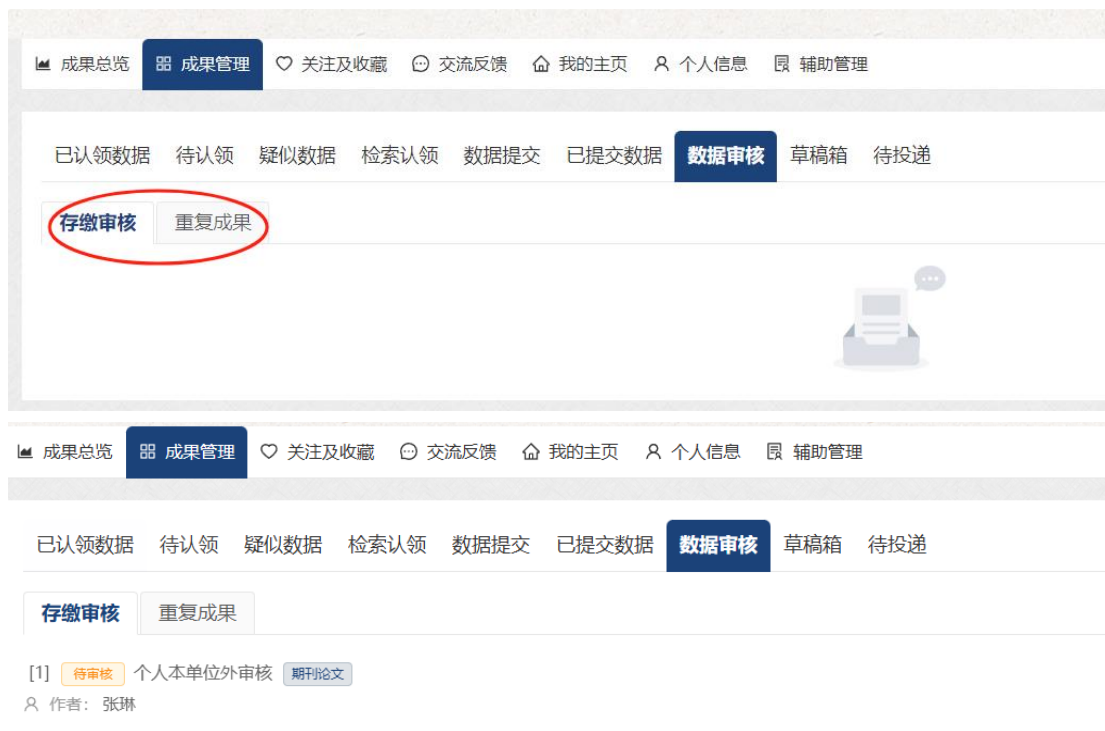 成果总览 成果管理 关注及收藏 交流反馈 我的主页 个人信息 辅助管理
已认领数据 待认领 疑似数据 检索认领 数据提交 已提交数据 数据审核 草稿箱 待投递
存缴审核 重复成果
成果总览 成果管理 关注及收藏 交流反馈 我的主页 个人信息 辅助管理
已认领数据 待认领 疑似数据 检索认领 数据提交 已提交数据 数据审核 草稿箱 待投递
存缴审核 重复成果
[1] 待审核 个人本单位外审核 期刊论文
作者： 张琳